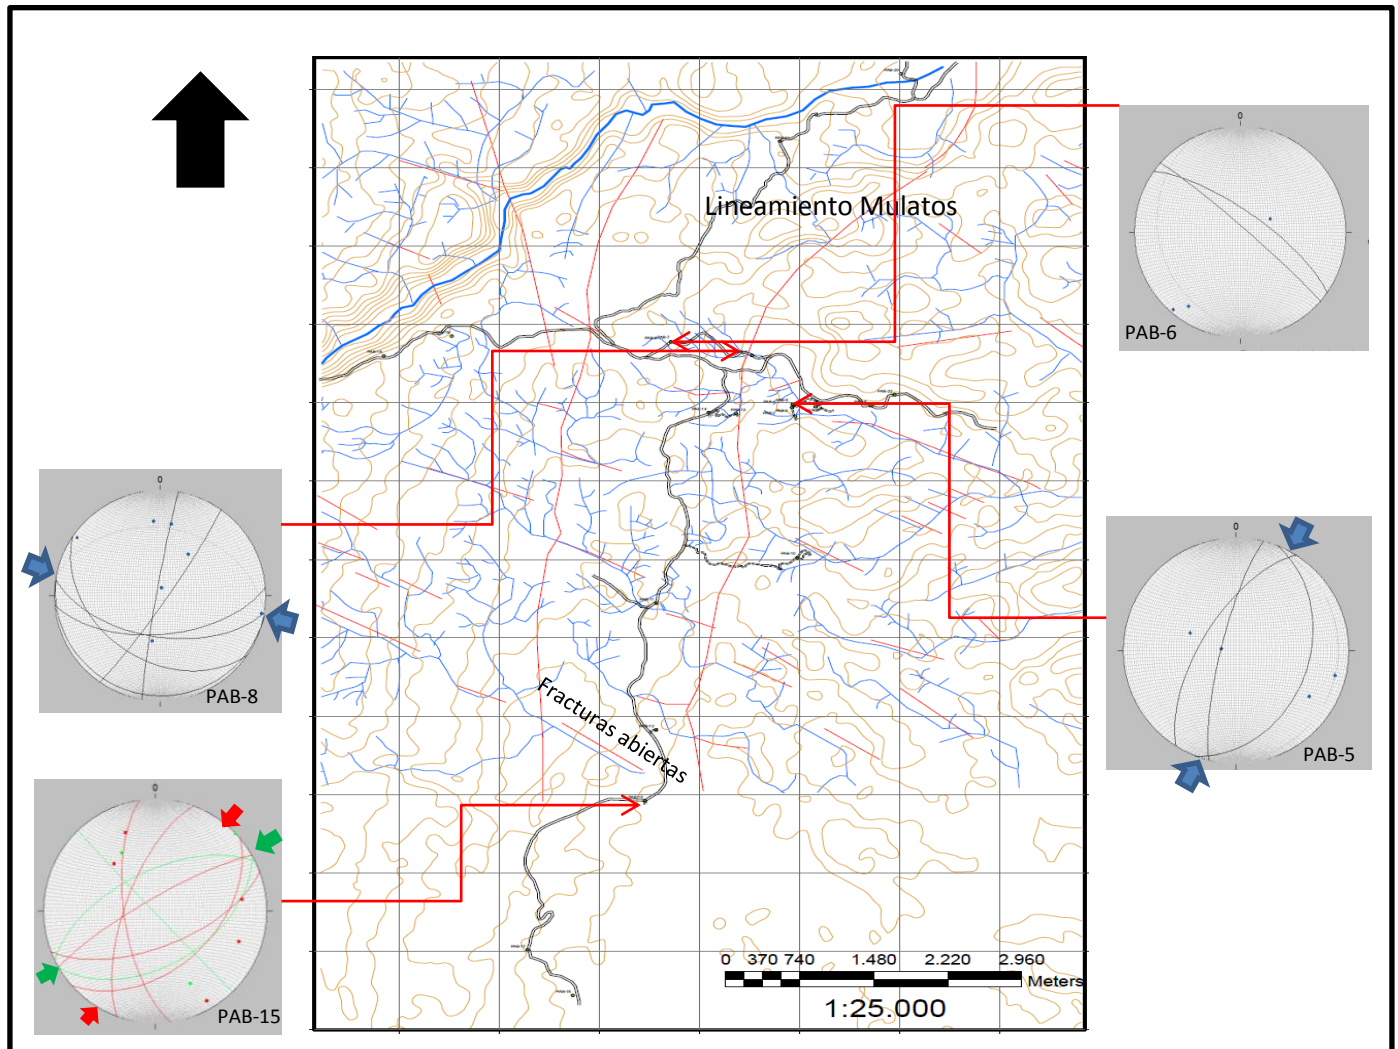 0
Lineamiento Mulatos
PAB-6
0
PAB-8
0
PAB-5
Fracturas abiertas
0
PAB-15
0 370 740 1.480 2.220 2.960
Meters
1:25.000